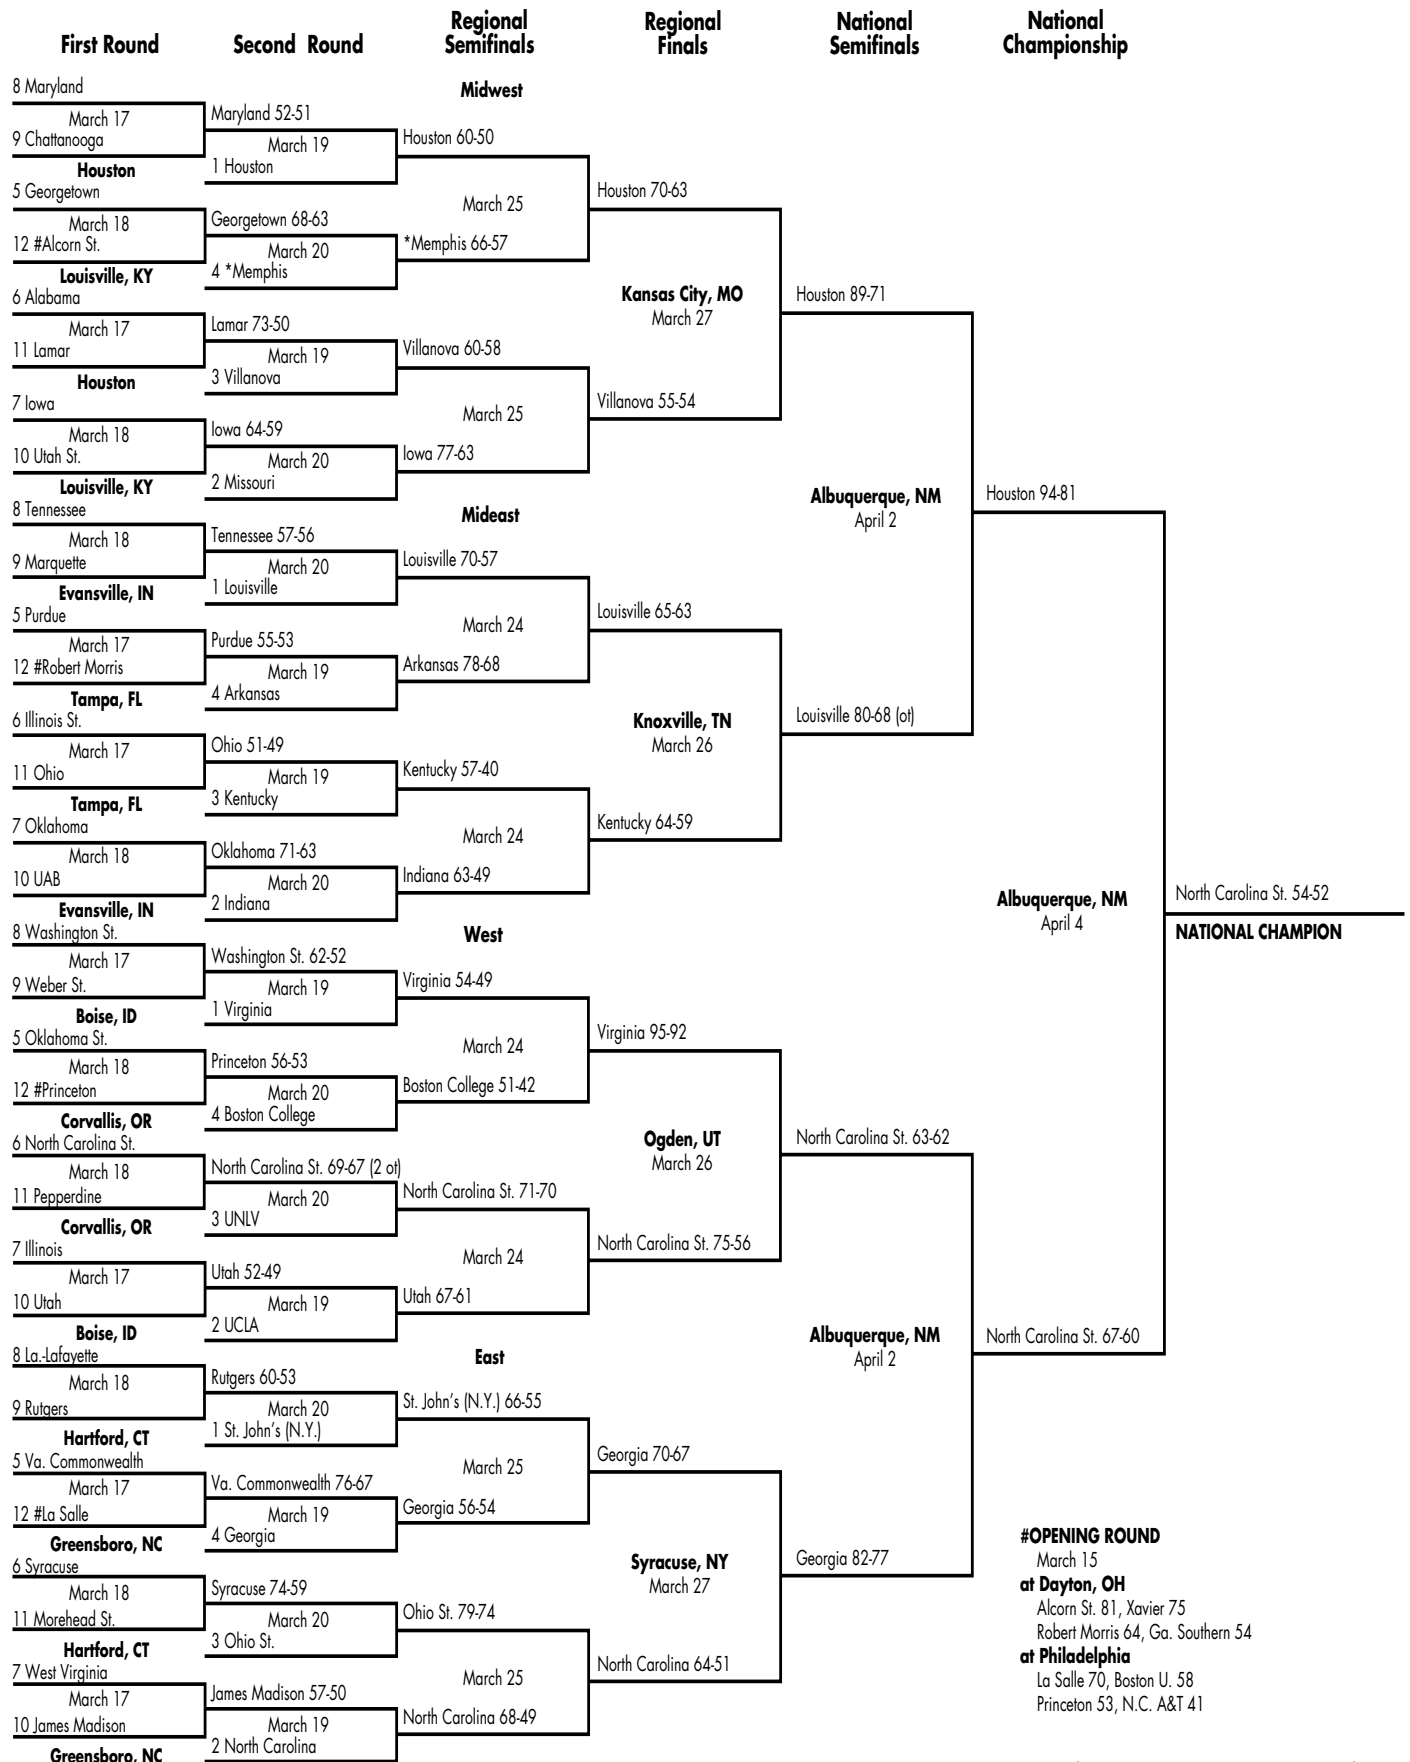 First Round
Second Round
Regional
Semifinals
Regional
Finals
National
Semifinals
National
Championship
8 Maryland
March 17
9 Chattanooga
Houston
5 Georgetown
March 18
12 #Alcorn St.
Louisville, KY
6 Alabama
March 17
11 Lamar
Houston
7 Iowa
March 18
10 Utah St.
Louisville, KY
8 Tennessee
March 18
9 Marquette
Evansville, IN
5 Purdue
March 17
12 #Robert Morris
Tampa, FL
6 Illinois St.
March 17
11 Ohio
Tampa, FL
7 Oklahoma
March 18
10 UAB
Evansville, IN
8 Washington St.
March 17
9 Weber St.
Boise, ID
5 Oklahoma St.
March 18
12 #Princeton
Corvallis, OR
6 North Carolina St.
March 18
11 Pepperdine
Corvallis, OR
7 Illinois
March 17
10 Utah
Boise, ID
8 La.-Lafayette
March 18
9 Rutgers
Hartford, CT
5 Va. Commonwealth
March 17
12 #La Salle
Greensboro, NC
6 Syracuse
March 18
11 Morehead St.
Hartford, CT
7 West Virginia
March 17
10 James Madison
Greensboro, NC
Maryland 52-51
March 19
1 Houston
Georgetown 68-63
March 20
4 *Memphis
Lamar 73-50
March 19
3 Villanova
Iowa 64-59
March 20
2 Missouri
Tennessee 57-56
March 20
1 Louisville
Purdue 55-53
March 19
4 Arkansas
Ohio 51-49
March 19
3 Kentucky
Oklahoma 71-63
March 20
2 Indiana
Washington St. 62-52
March 19
1 Virginia
Princeton 56-53
March 20
4 Boston College
North Carolina St. 69-67 (2 ot)
March 20
3 UNLV
Utah 52-49
March 19
2 UCLA
Rutgers 60-53
March 20
1 St. John's (N.Y.)
Va. Commonwealth 76-67
March 19
4 Georgia
Syracuse 74-59
March 20
3 Ohio St.
James Madison 57-50
March 19
2 North Carolina
Midwest
Houston 60-50
March 25
*Memphis 66-57
Villanova 60-58
March 25
Iowa 77-63
Mideast
Louisville 70-57
March 24
Arkansas 78-68
Kentucky 57-40
March 24
Indiana 63-49
West
Virginia 54-49
March 24
Boston College 51-42
North Carolina St. 71-70
March 24
Utah 67-61
East
St. John's (N.Y.) 66-55
March 25
Georgia 56-54
Ohio St. 79-74
March 25
North Carolina 68-49
Houston 70-63
Kansas City, MO
March 27
Villanova 55-54
Louisville 65-63
Knoxville, TN
March 26
Kentucky 64-59
Virginia 95-92
Ogden, UT
March 26
North Carolina St. 75-56
Georgia 70-67
Syracuse, NY
March 27
North Carolina 64-51
Houston 89-71
Albuquerque, NM
April 2
Louisville 80-68 (ot)
North Carolina St. 63-62
Albuquerque, NM
April 2
Georgia 82-77
Houston 94-81
Albuquerque, NM
April 4
North Carolina St. 67-60
North Carolina St. 54-52
NATIONAL CHAMPION
#OPENING ROUND
March 15
at Dayton, OH
Alcorn St. 81, Xavier 75
Robert Morris 64, Ga. Southern 54
at Philadelphia
La Salle 70, Boston U. 58
Princeton 53, N.C. A&T 41